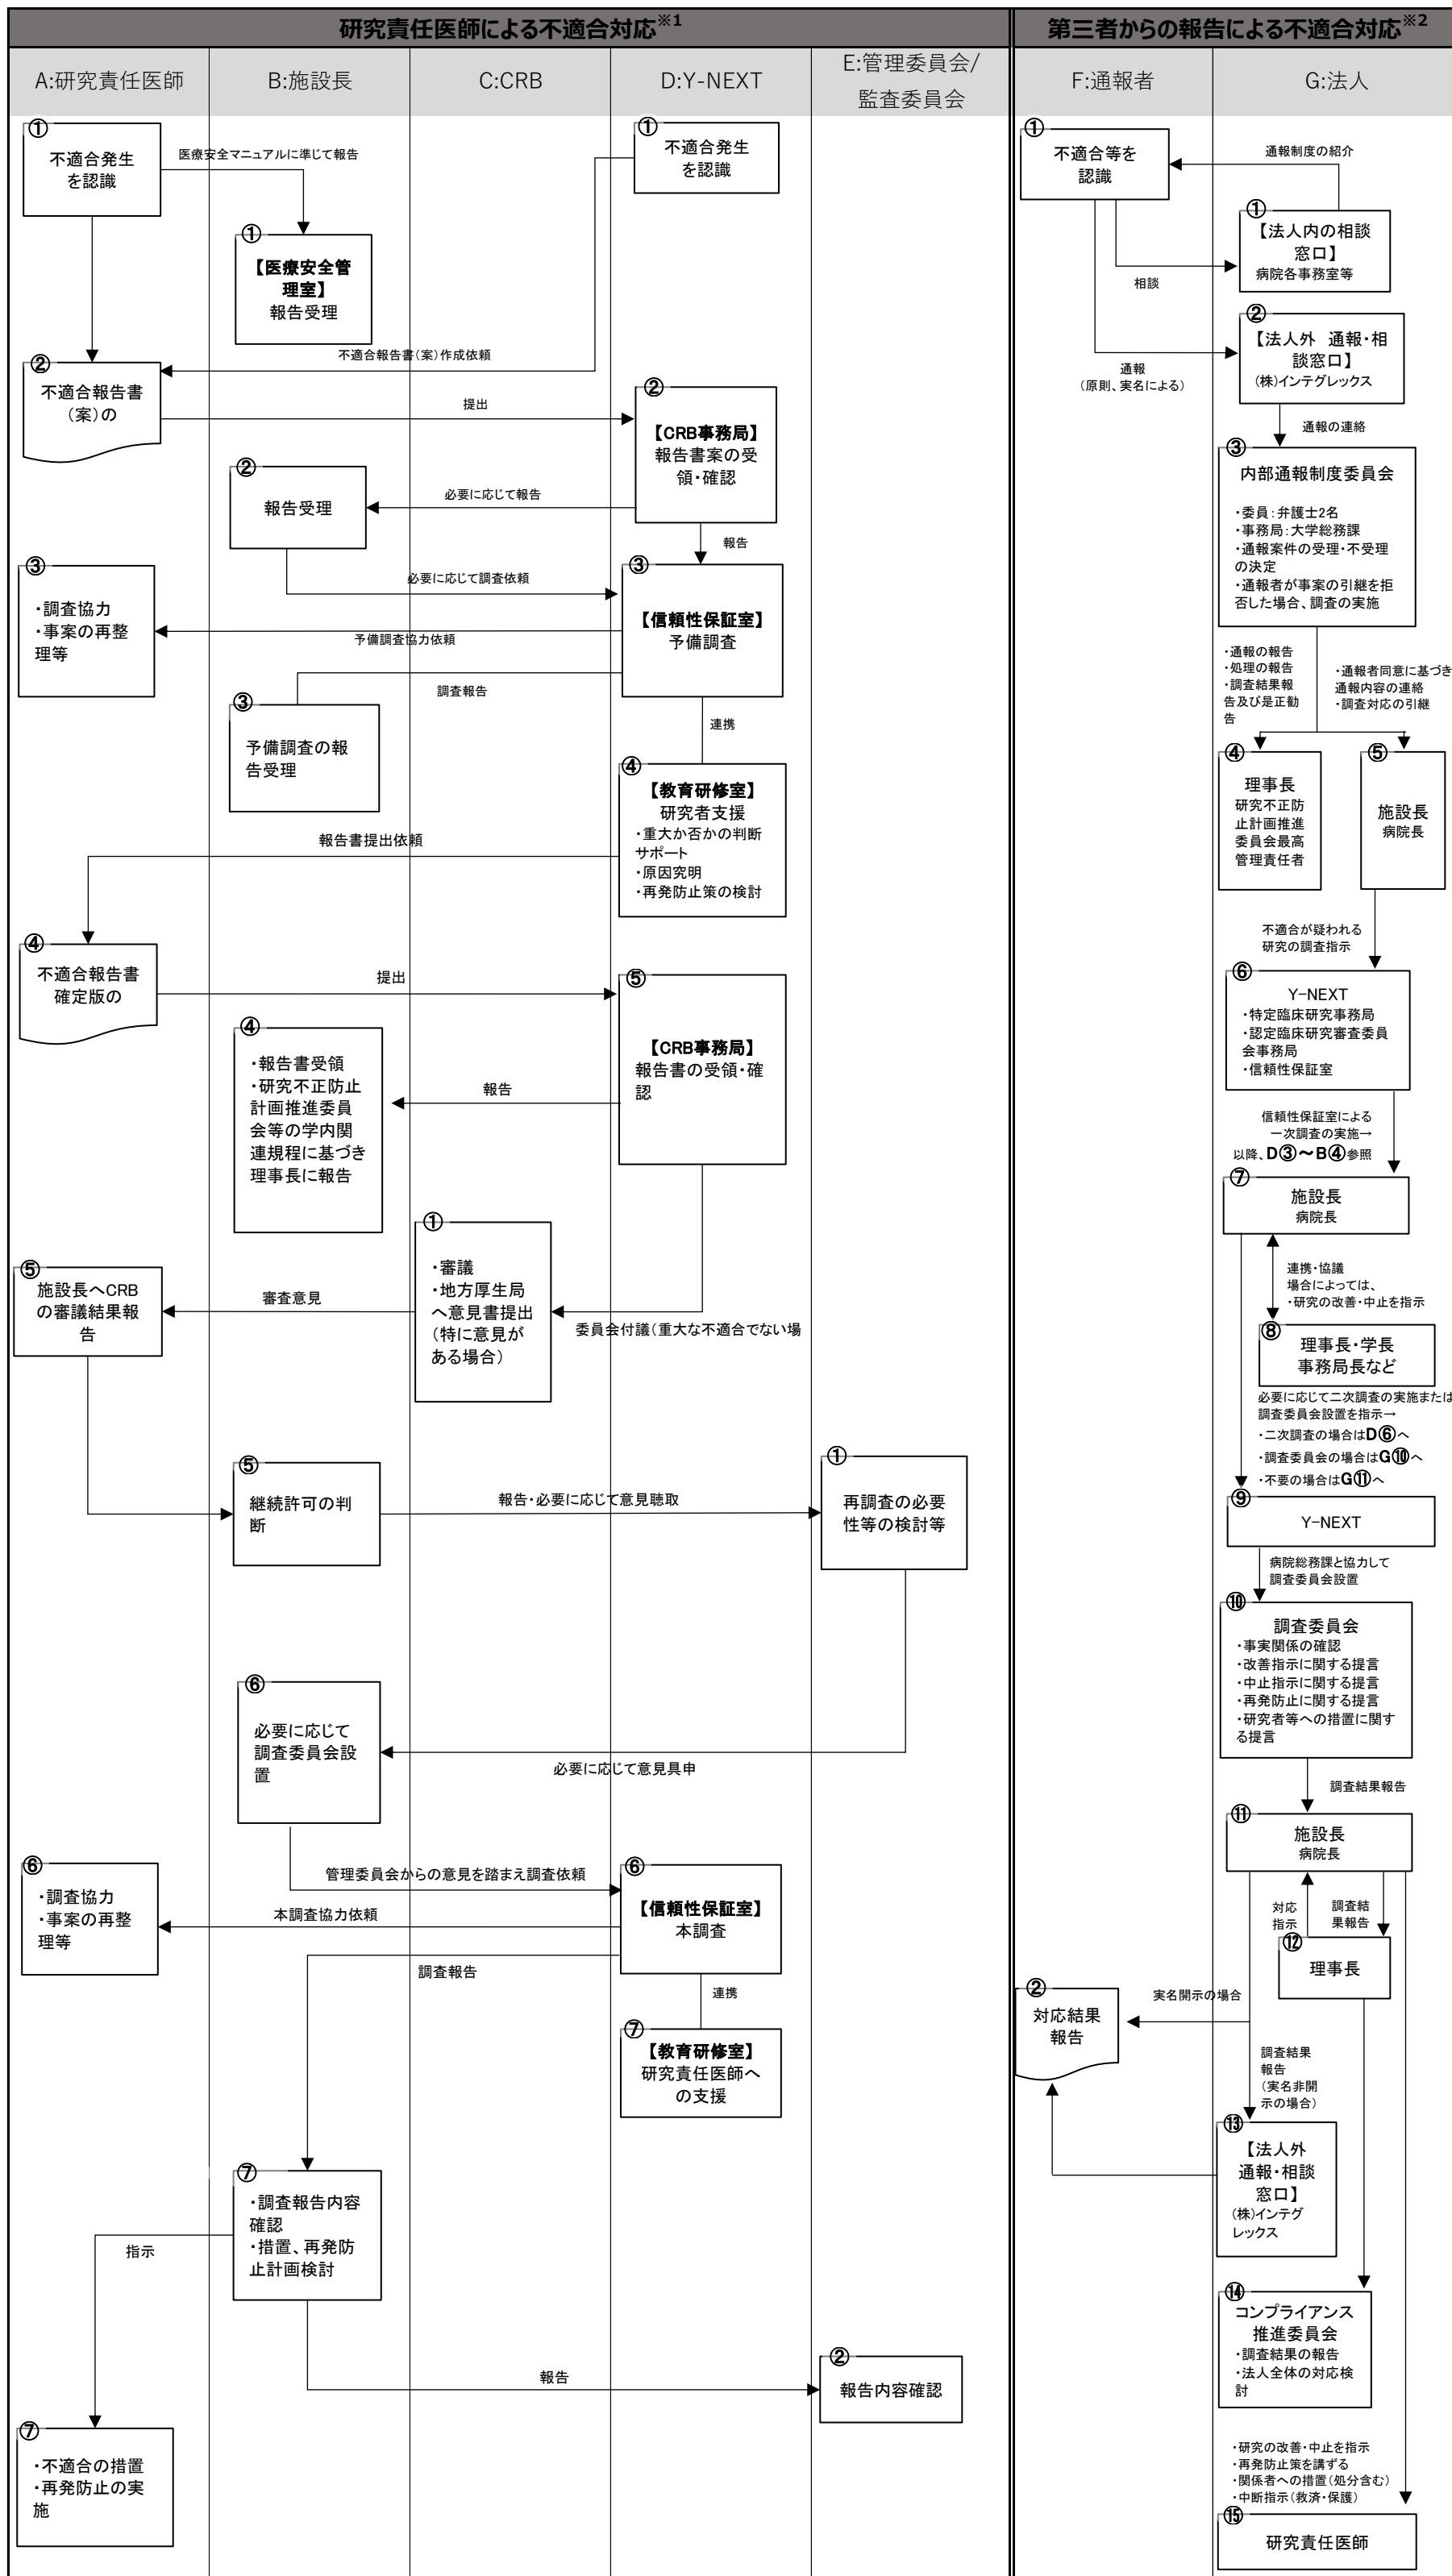 研究責任医師による不適合対応※1
第三者からの報告による不適合対応※2
A:研究責任医師
B:施設長
C:CRB
D:Y-NEXT
E:管理委員会/
監査委員会
F:通報者
G:法人
①
不適合発生
を認識
医療安全マニュアルに準じて報告
①
不適合発生
を認識
①
【医療安全管
理室】
報告受理
不適合報告書(案)作成依頼
②
不適合報告書
(案)の
提出
②
【CRB事務局】
報告書案の受
領・確認
②
報告受理
必要に応じて報告
報告
③
・調査協力
・事案の再整
理等
必要に応じて調査依頼
③
【信頼性保証室】
予備調査
予備調査協力依頼
調査報告
③
予備調査の報
告受理
連携
④
【教育研修室】
研究者支援
・重大か否かの判断
サポート
・原因究明
・再発防止策の検討
報告書提出依頼
④
不適合報告書
確定版の
提出
⑤
【CRB事務局】
報告書の受領・確
認
④
・報告書受領
・研究不正防止
計画推進委員
会等の学内関
連規程に基づき
理事長に報告
報告
①
・審議
・地方厚生局
へ意見書提出
(特に意見が
ある場合)
⑤
施設長へCRB
の審議結果報
告
審査意見
委員会付議(重大な不適合でない場
⑤
継続許可の判
断
報告・必要に応じて意見聴取
①
再調査の必要
性等の検討等
⑥
必要に応じて
調査委員会設
置
必要に応じて意見具申
⑥
・調査協力
・事案の再整
理等
管理委員会からの意見を踏まえ調査依頼
⑥
【信頼性保証室】
本調査
本調査協力依頼
調査報告
連携
⑦
【教育研修室】
研究責任医師へ
の支援
⑦
・調査報告内容
確認
・措置、再発防
止計画検討
指示
報告
②
報告内容確認
⑦
・不適合の措置
・再発防止の実
施
①
不適合等を
認識
通報制度の紹介
①
【法人内の相談
窓口】
病院各事務室等
相談
②
【法人外 通報・相
談窓口】
(株)インテグレックス
通報
(原則、実名による)
通報の連絡
③
内部通報制度委員会
・委員:弁護士2名
・事務局:大学総務課
・通報案件の受理・不受理
の決定
・通報者が事案の引継を拒
否した場合、調査の実施
・通報の報告
・処理の報告
・調査結果報
告及び是正勧
告
・通報者同意に基づき
通報内容の連絡
・調査対応の引継
④
理事長
研究不正防
止計画推進
委員会最高
管理責任者
⑤
施設長
病院長
不適合が疑われる
研究の調査指示
⑥
Y-NEXT
・特定臨床研究事務局
・認定臨床研究審査委員
会事務局
・信頼性保証室
信頼性保証室による
一次調査の実施→
以降、D③~B④参照
⑦
施設長
病院長
連携・協議
場合によっては、
・研究の改善・中止を指示
⑧
理事長・学長
事務局長など
必要に応じて二次調査の実施または
調査委員会設置を指示→
・二次調査の場合はD⑥へ
・調査委員会の場合はG⑩へ
・不要の場合はG⑪へ
⑨
Y-NEXT
病院総務課と協力して
調査委員会設置
⑩
調査委員会
・事実関係の確認
・改善指示に関する提言
・中止指示に関する提言
・再発防止に関する提言
・研究者等への措置に関す
る提言
調査結果報告
⑪
施設長
病院長
対応
指示
調査結
果報告
⑫
理事長
②
対応結果
報告
実名開示の場合
調査結果
報告
(実名非開
示の場合)
⑬
【法人外
通報・相談
窓口】
(株)インテグ
レックス
⑭
コンプライアンス
推進委員会
・調査結果の報告
・法人全体の対応検
討
・研究の改善・中止を指示
・再発防止策を講ずる
・関係者への措置(処分含む)
・中断指示(救済・保護)
⑮
研究責任医師